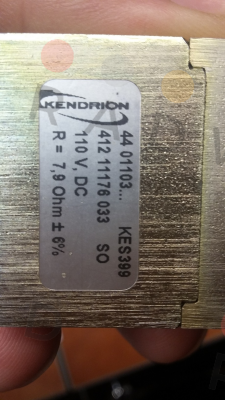 KENDRION
44 01103... KES399
412 11176 033 SO
110 V, DC
R = 7,9 Ohm ± 6%